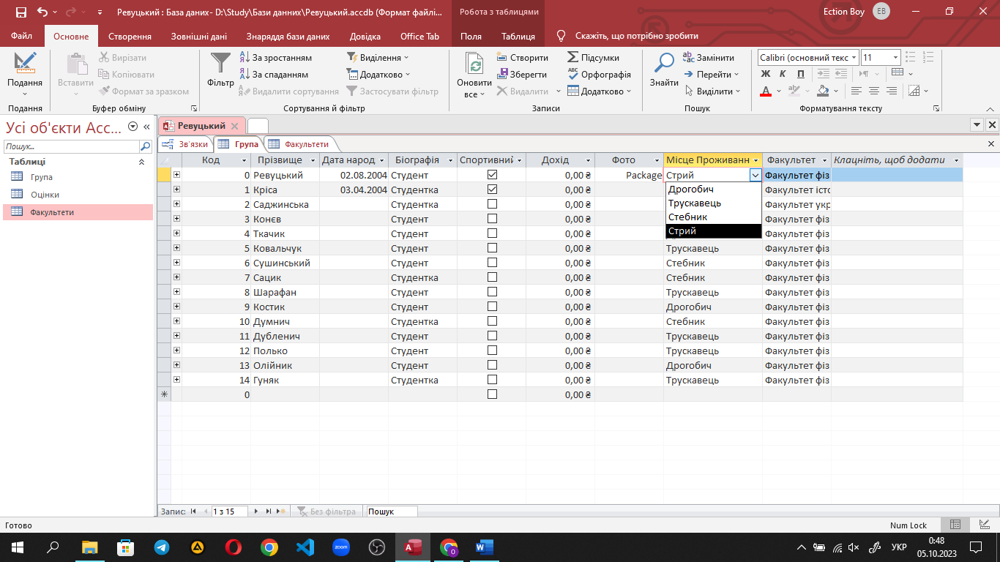 Ревуцький : База даних- D:\Study\Бази данних\Ревуцький.accdb (Формат файлі...
Робота з таблицями
Ection Boy
EB
Файл Основне Створення Зовнішні дані Знаряддя бази даних Довідка Office Tab Поля Таблиця Скажіть, що потрібно зробити
Подання
Вставити
Вирізати
Копіювати
Формат за зразком
Фільтр
За зростанням
За спаданням
Видалити сортування
Виділення
Додатково
Застосувати фільтр
Оновити все
Створити
Зберегти
Видалити
Підсумки
Орфографія
Додатково
Знайти
Замінити
Перейти
Виділити
Calibri (основний текс
11
Ж К П
Подання Буфер обміну Сортування й фільтр Записи Пошук Форматування тексту
Усі об'єкти Acc...
Пошук...
Таблиці
Група
Оцінки
Факультети
Ревуцький
Зв’язки Група Факультети
Код Прізвище Дата народ Біографія Спортивний Дохід Фото Місце Проживанн Факультет Клацніть, щоб додати
0 Ревуцький 02.08.2004 Студент 0,00 ₴ Package Стрий Факультет фіз
1 Кріса 03.04.2004 Студентка 0,00 ₴ Дрогобич Факультет істо
2 Саджинська Студентка 0,00 ₴ Трускавець Факультет укр
3 Конєв Студент 0,00 ₴ Стебник Факультет фіз
4 Ткачик Студент 0,00 ₴ Стрий Факультет фіз
5 Ковальчук Студент 0,00 ₴ Трускавець Факультет фіз
6 Сушинський Студент 0,00 ₴ Стебник Факультет фіз
7 Сацик Студентка 0,00 ₴ Стебник Факультет фіз
8 Шарафан Студент 0,00 ₴ Трускавець Факультет фіз
9 Костик Студент 0,00 ₴ Дрогобич Факультет фіз
10 Думнич Студентка 0,00 ₴ Стебник Факультет фіз
11 Дубленич Студент 0,00 ₴ Трускавець Факультет фіз
12 Полько Студент 0,00 ₴ Трускавець Факультет фіз
13 Олійник Студент 0,00 ₴ Дрогобич Факультет фіз
14 Гуняк Студентка 0,00 ₴ Трускавець Факультет фіз
0 0,00 ₴
Запис: 1 з 15 Без фільтра Пошук
Готово
Num Lock
zoom
УКР
0:48
05.10.2023